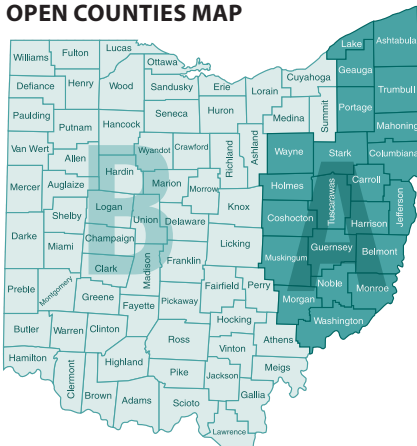 OPEN COUNTIES MAP
Williams
Fulton
Lucas
Ottawa
Lake
Ashtabula
Defiance
Henry
Wood
Sandusky
Erie
Lorain
Cuyahoga
Geauga
Trumbull
Paulding
Putnam
Hancock
Seneca
Huron
Medina
Summit
Portage
Mahoning
Van Wert
Allen
Hardin
Wyandot
Crawford
Richland
Ashland
Wayne
Stark
Columbiana
Mercer
Auglaize
Logan
Marion
Morrow
Knox
Holmes
Tuscarawas
Carroll
Jefferson
Shelby
Union
Delaware
Coshocton
Harrison
Darke
Miami
Champaign
Licking
Muskingum
Guernsey
Belmont
B
A
Clark
Madison
Franklin
Fairfield
Perry
Noble
Monroe
Preble
Montgomery
Greene
Fayette
Pickaway
Morgan
Washington
Butler
Warren
Clinton
Ross
Hocking
Athens
Hamilton
Clermont
Highland
Vinton
Meigs
Brown
Adams
Pike
Jackson
Gallia
Scioto
Lawrence